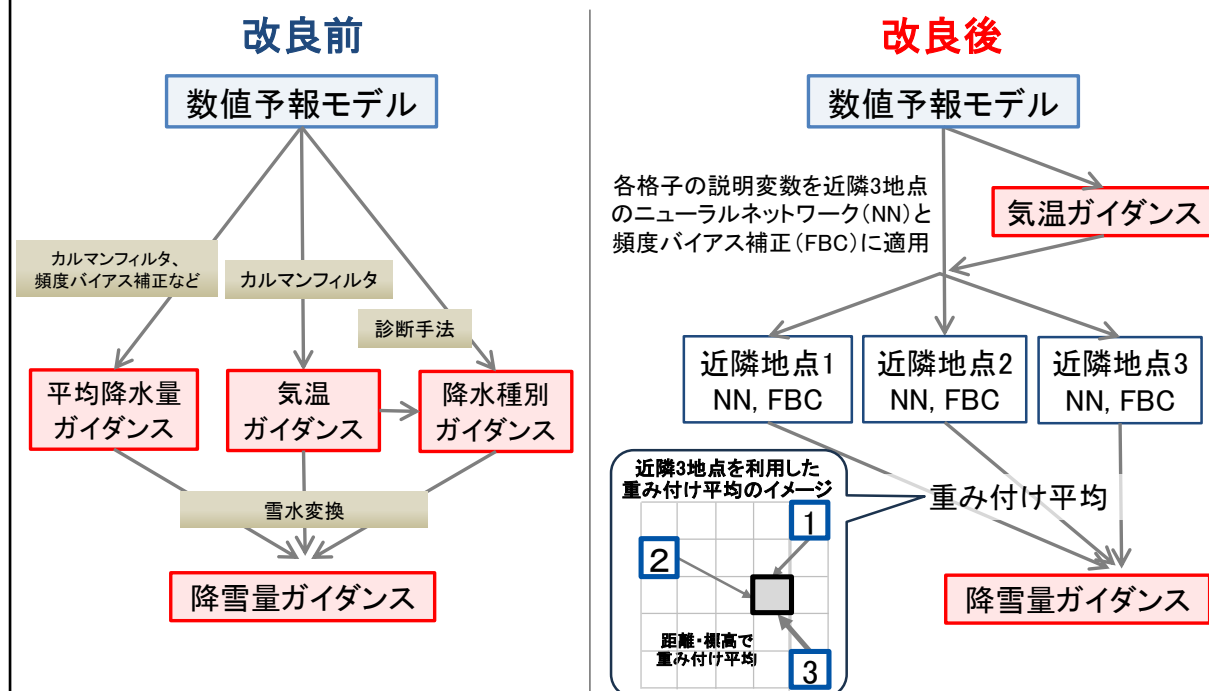 改良前
数値予報モデル
カルマンフィルタ、
頻度バイアス補正など
カルマンフィルタ
診断手法
平均降水量
ガイダンス
気温
ガイダンス
降水種別
ガイダンス
雪水変換
降雪量ガイダンス
改良後
数値予報モデル
各格子の説明変数を近隣3地点
のニューラルネットワーク(NN)と
頻度バイアス補正(FBC)に適用
気温ガイダンス
近隣地点1
NN, FBC
近隣地点2
NN, FBC
近隣地点3
NN, FBC
近隣3地点を利用した
重み付け平均のイメージ
1
2
3
距離・標高で
重み付け平均
重み付け平均
降雪量ガイダンス